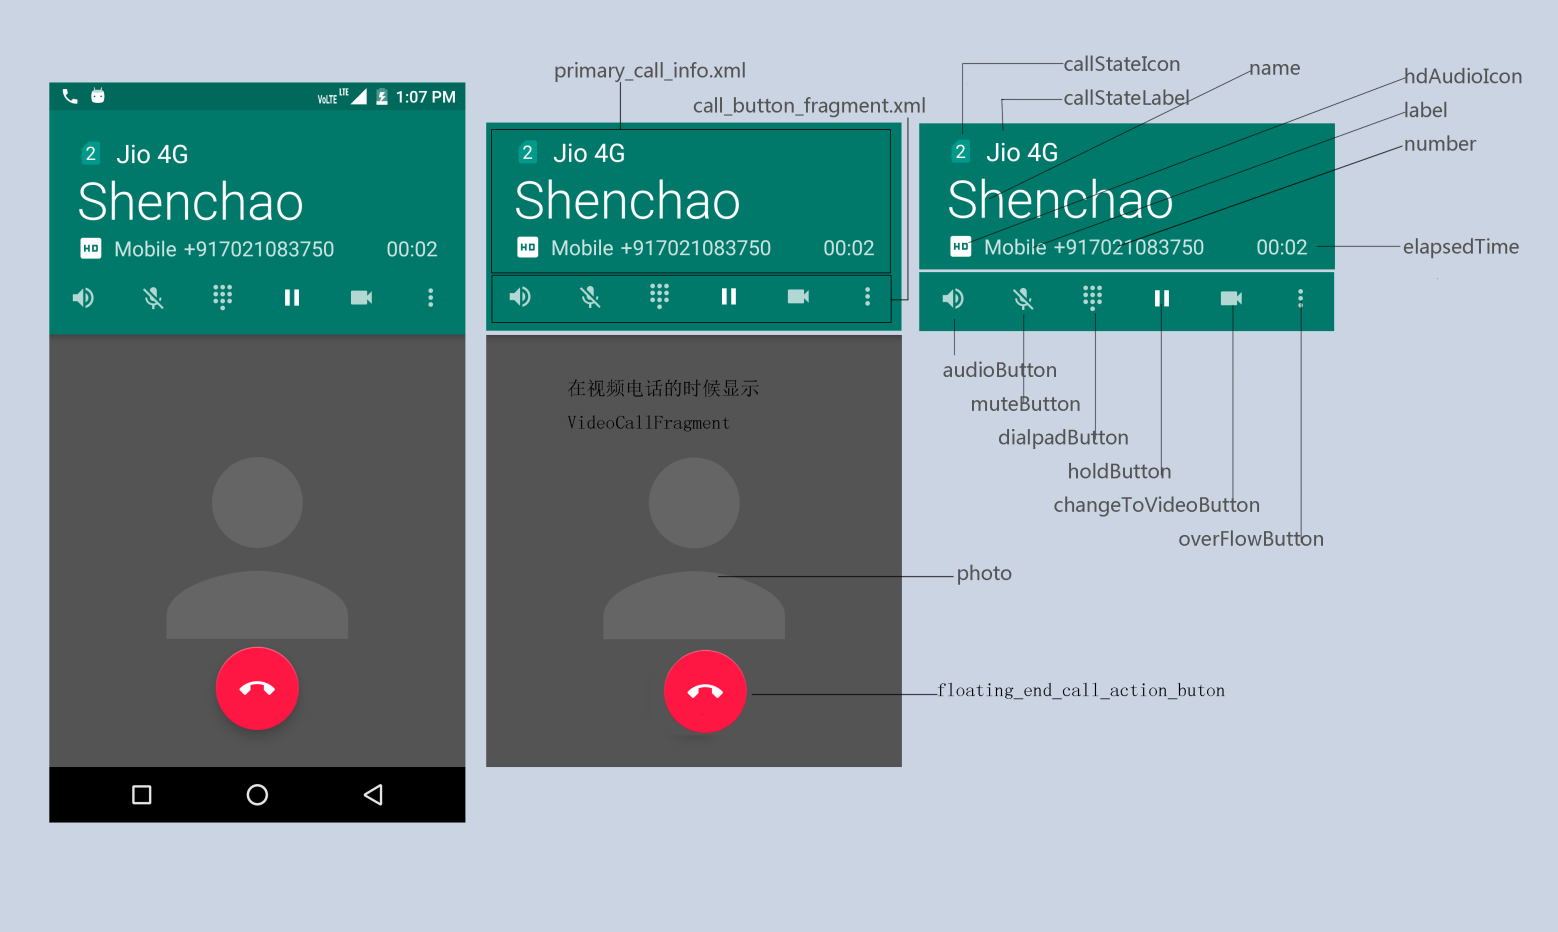 VoLTE LTE 1:07 PM
2 Jio 4G
Shenchao
HD Mobile +917021083750 00:02
primary_call_info.xml
call_button_fragment.xml
2 Jio 4G
Shenchao
HD Mobile +917021083750 00:02
在视频电话的时候显示
VideoCallFragment
callStateIcon
callStateLabel
name
hdAudioIcon
label
number
2 Jio 4G
Shenchao
HD Mobile +917021083750 00:02
elapsedTime
audioButton
muteButton
dialpadButton
holdButton
changeToVideoButton
overFlowButton
photo
floating_end_call_action_buton